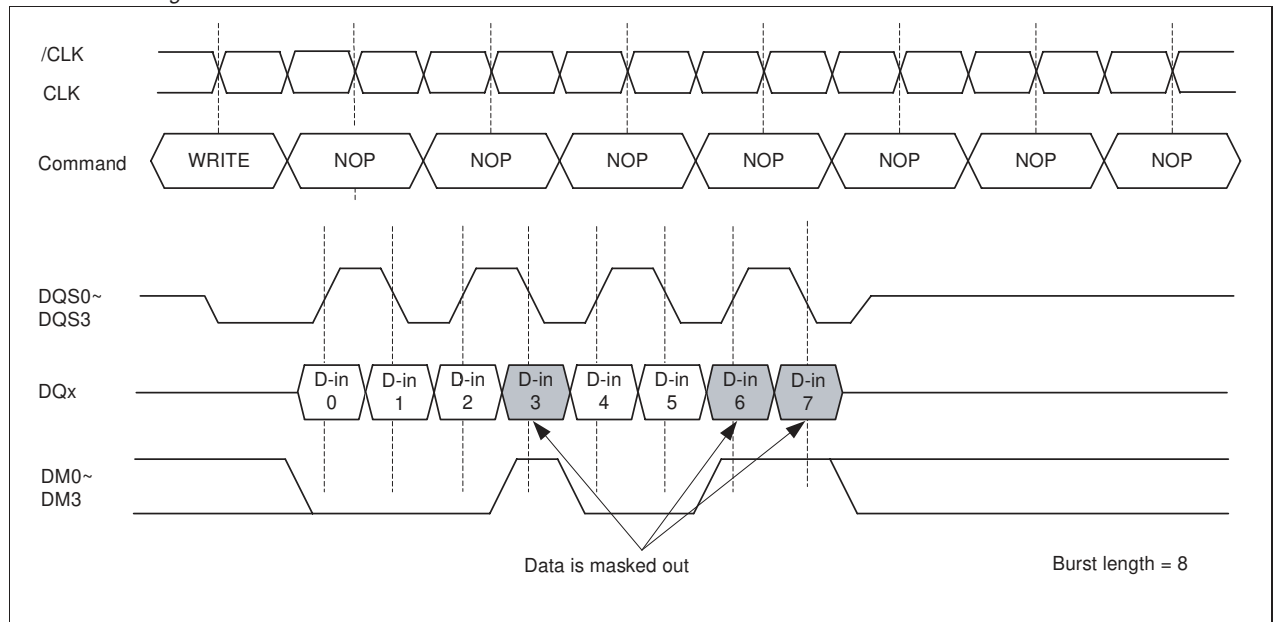 /CLK
CLK
Command WRITE NOP NOP NOP NOP NOP NOP NOP
DQS0~
DQS3
DQx
D-in D-in D-in D-in D-in D-in D-in D-in
0 1 2 3 4 5 6 7
DM0~
DM3
Data is masked out
Burst length = 8